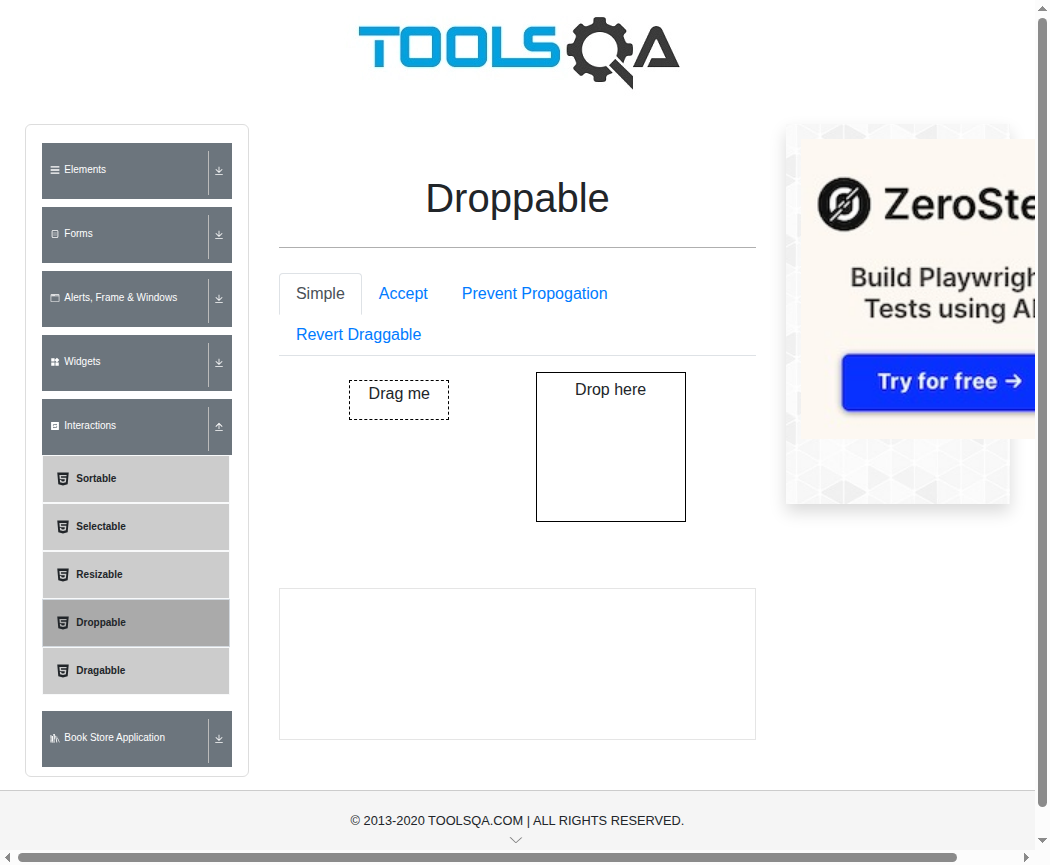 TOOLSQA
Elements
Forms
Alerts, Frame & Windows
Widgets
Interactions
Sortable
Selectable
Resizable
Droppable
Dragabble
Book Store Application
Droppable
Simple
Accept
Prevent Propogation
Revert Draggable
Drag me
Drop here
ZeroSte
Build Playwrigh
Tests using AI
Try for free →
© 2013-2020 TOOLSQA.COM | ALL RIGHTS RESERVED.